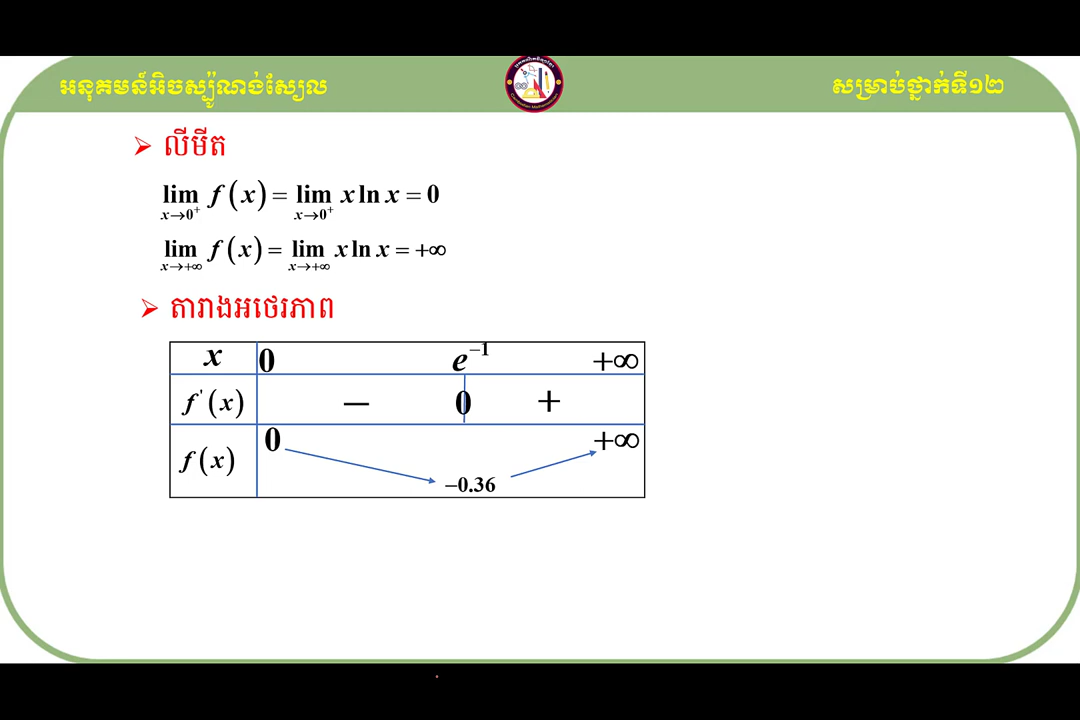 អនុគមន៍អិចស្ប៉ូណង់ស្យែល
សម្រាប់ថ្នាក់ទី១២
➢ លីមីត
lim f(x) = lim x ln x = 0
x→0⁺ x→0⁺
lim f(x) = lim x ln x = +∞
x→+∞ x→+∞
➢ តារាងអថេរភាព
x 0 e⁻¹ +∞
f'(x) − 0 +
f(x) 0 −0.36 +∞